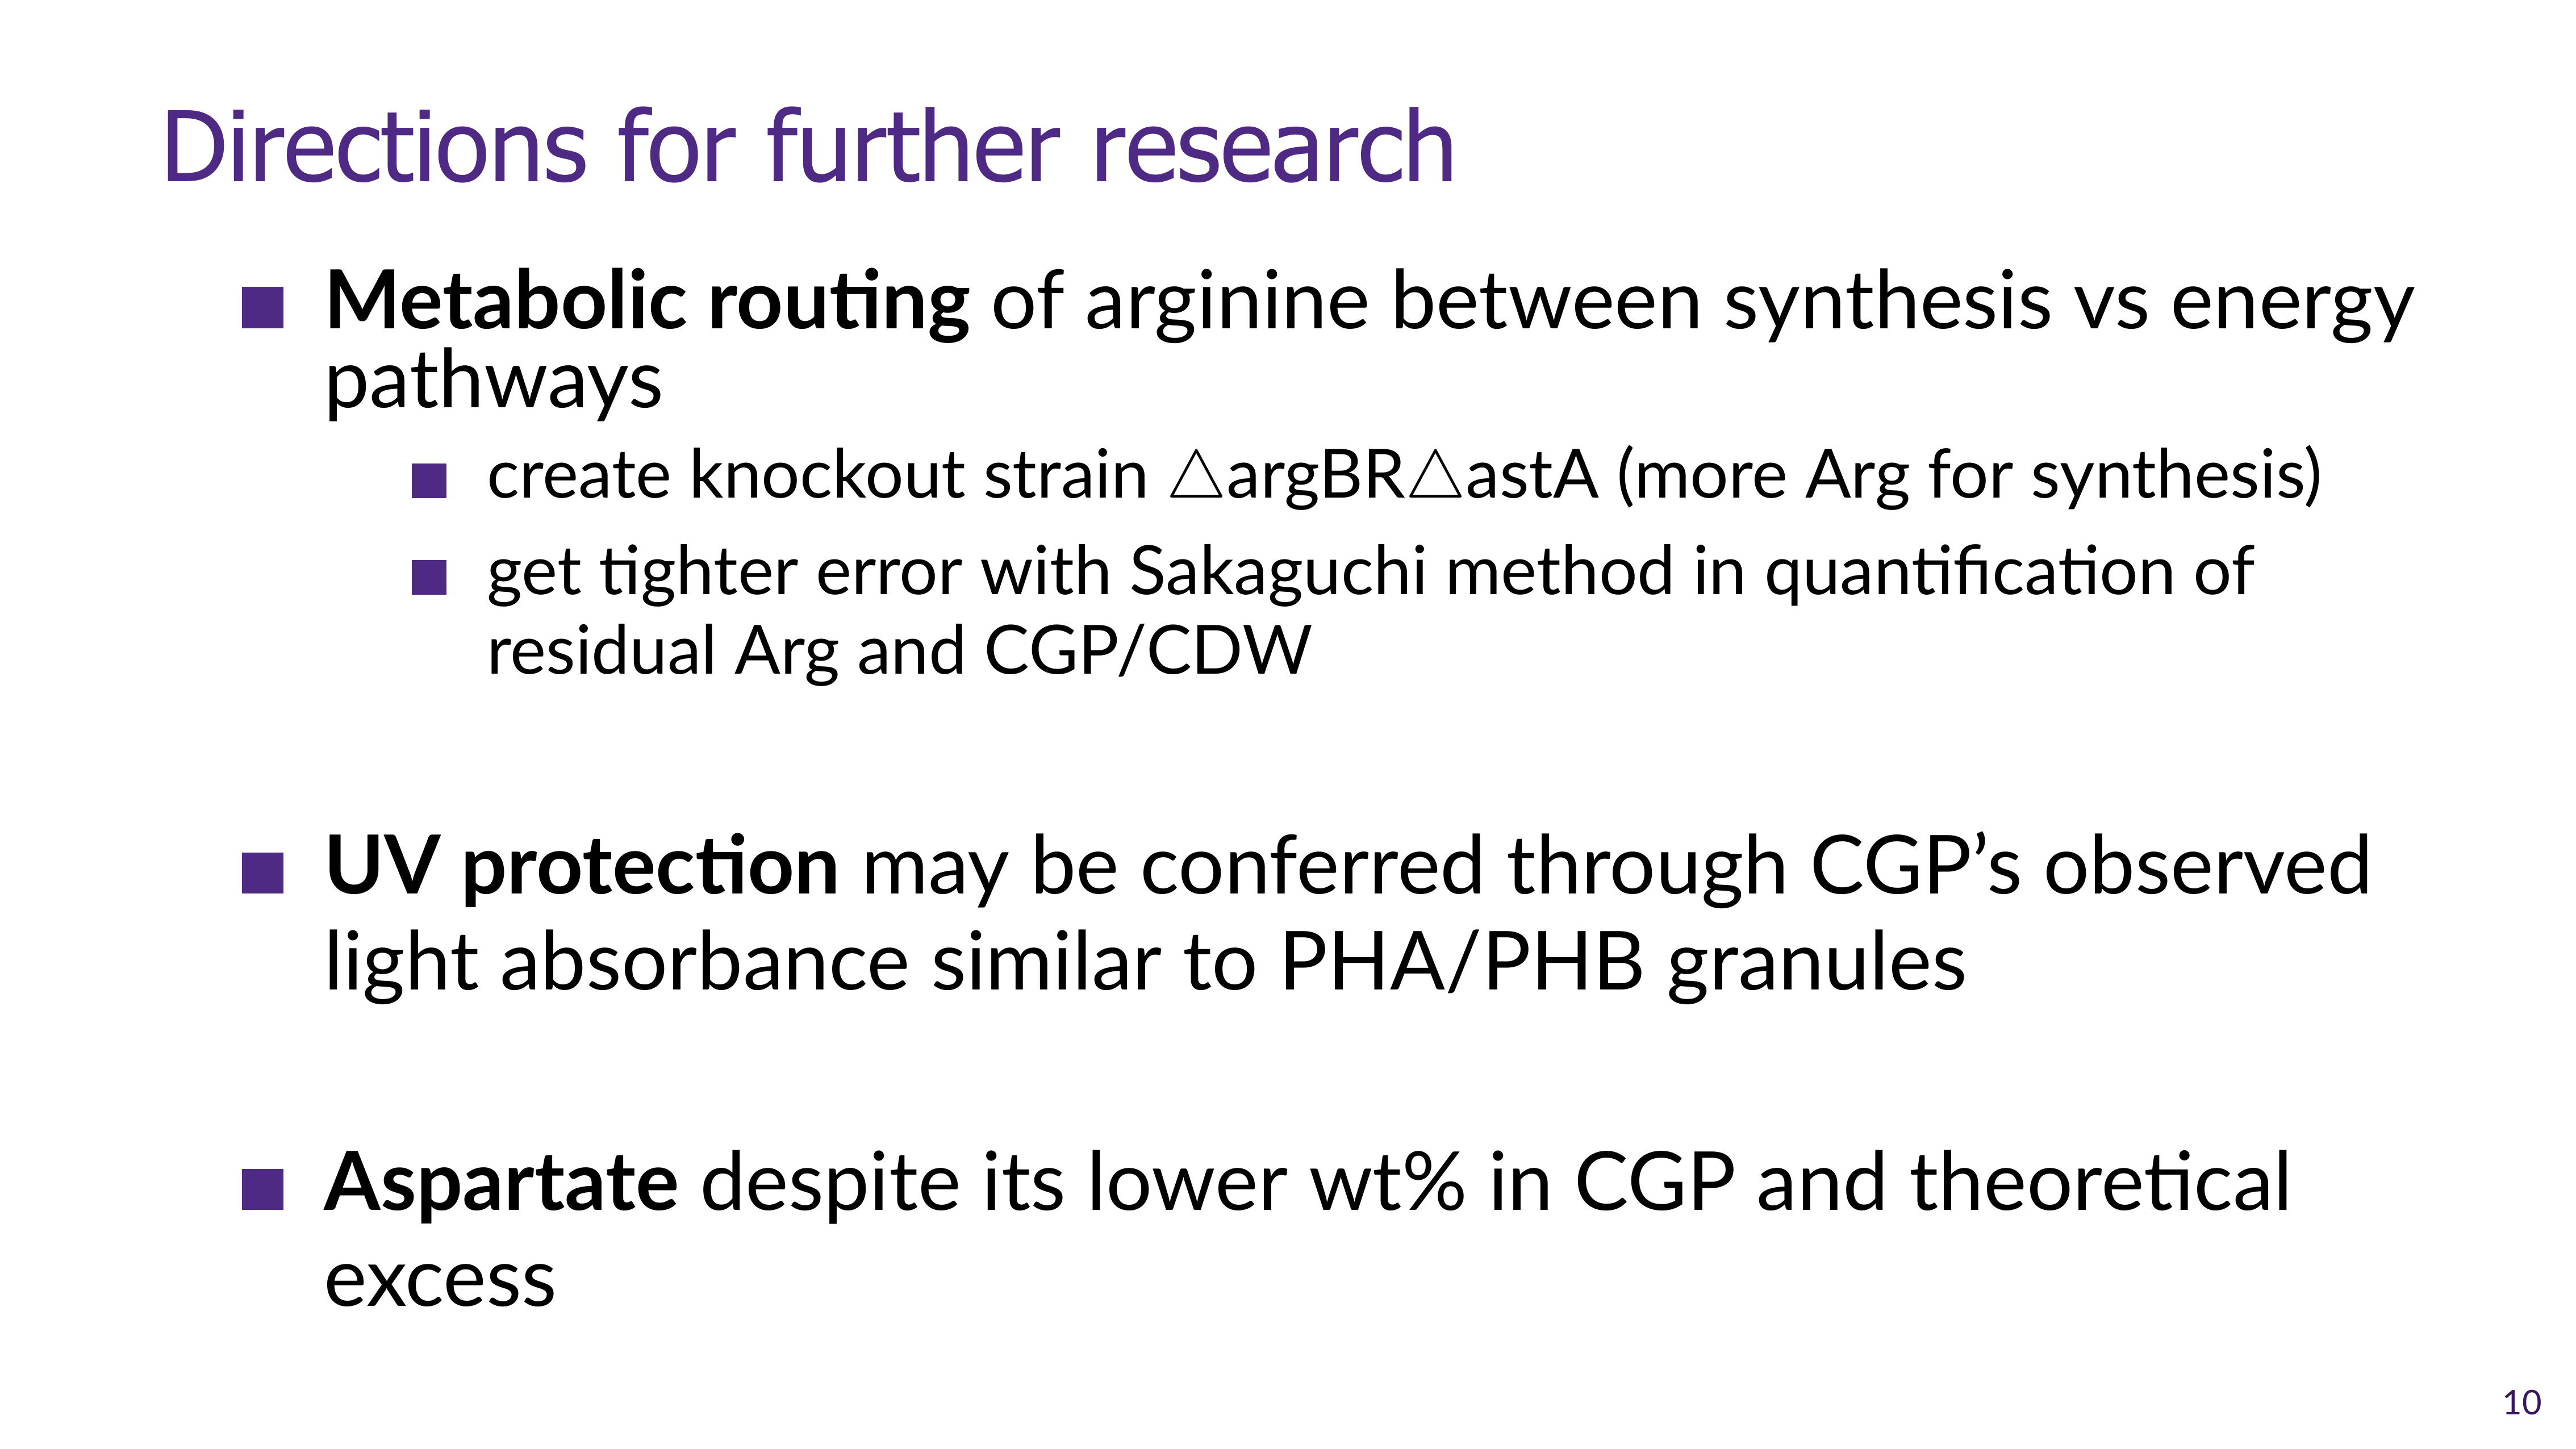 Directions for further research
■ Metabolic routing of arginine between synthesis vs energy
pathways
■ create knockout strain △argBR△astA (more Arg for synthesis)
■ get tighter error with Sakaguchi method in quantification of
residual Arg and CGP/CDW
■ UV protection may be conferred through CGP’s observed
light absorbance similar to PHA/PHB granules
■ Aspartate despite its lower wt% in CGP and theoretical
excess
10